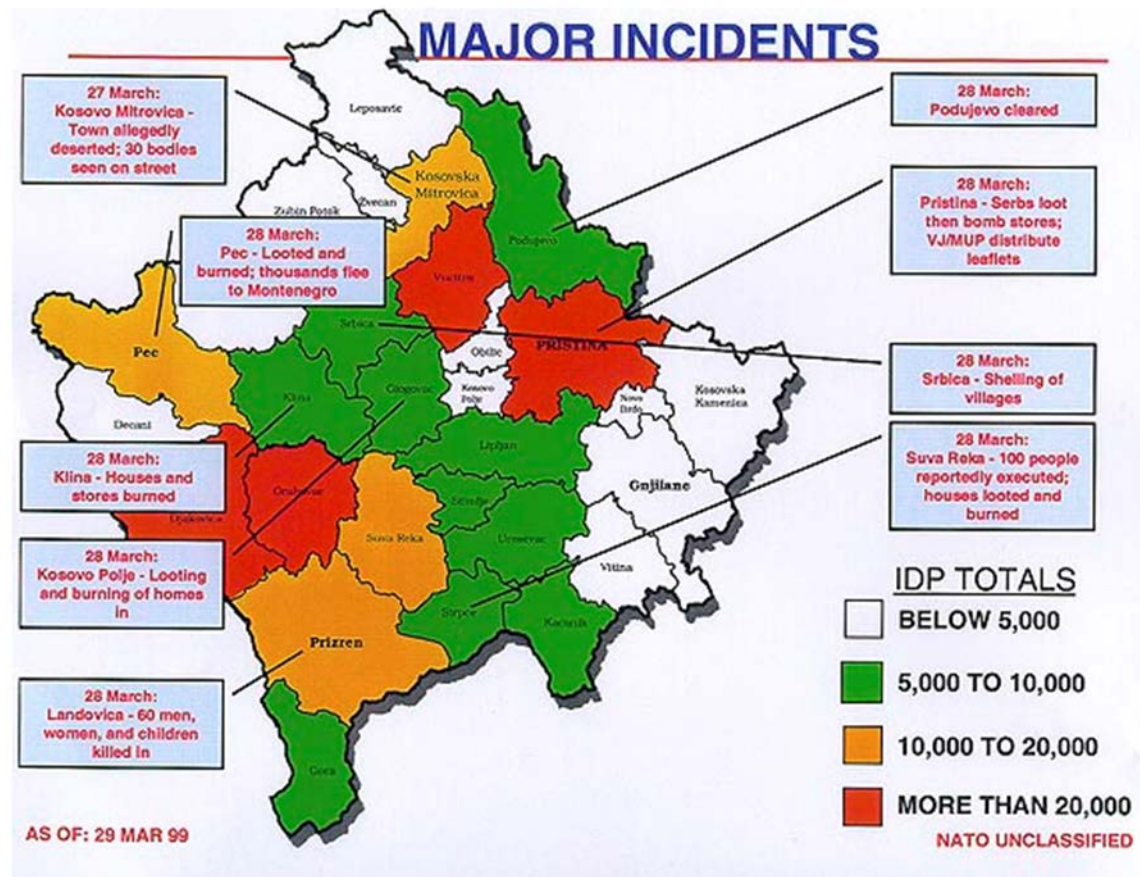 MAJOR INCIDENTS
27 March:
Kosovo Mitrovica -
Town allegedly
deserted; 30 bodies
seen on street
28 March:
Pec - Looted and
burned; thousands flee
to Montenegro
28 March:
Klina - Houses and
stores burned
28 March:
Kosovo Polje - Looting
and burning of homes
in
28 March:
Landovica - 60 men,
women, and children
killed in
28 March:
Podujevo cleared
28 March:
Pristina - Serbs loot
then bomb stores;
VJ/MUP distribute
leaflets
28 March:
Srbica - Shelling of
villages
28 March:
Suva Reka - 100 people
reportedly executed;
houses looted and
burned
Leposavic
Kosovska
Mitrovica
Zvecan
Zubin Potok
Podujevo
Vucitrn
Srbica
PRISTINA
Obilic
Pec
Kosovo
Polje
Kosovska
Kamenica
Novo
Brdo
Klina
Glogovac
Decani
Lipljan
Gnjilane
Orahovac
Stimlje
Djakovica
Suva Reka
Urosevac
Vitina
Strpce
Kacanik
Prizren
Gora
IDP TOTALS
BELOW 5,000
5,000 TO 10,000
10,000 TO 20,000
MORE THAN 20,000
AS OF: 29 MAR 99
NATO UNCLASSIFIED